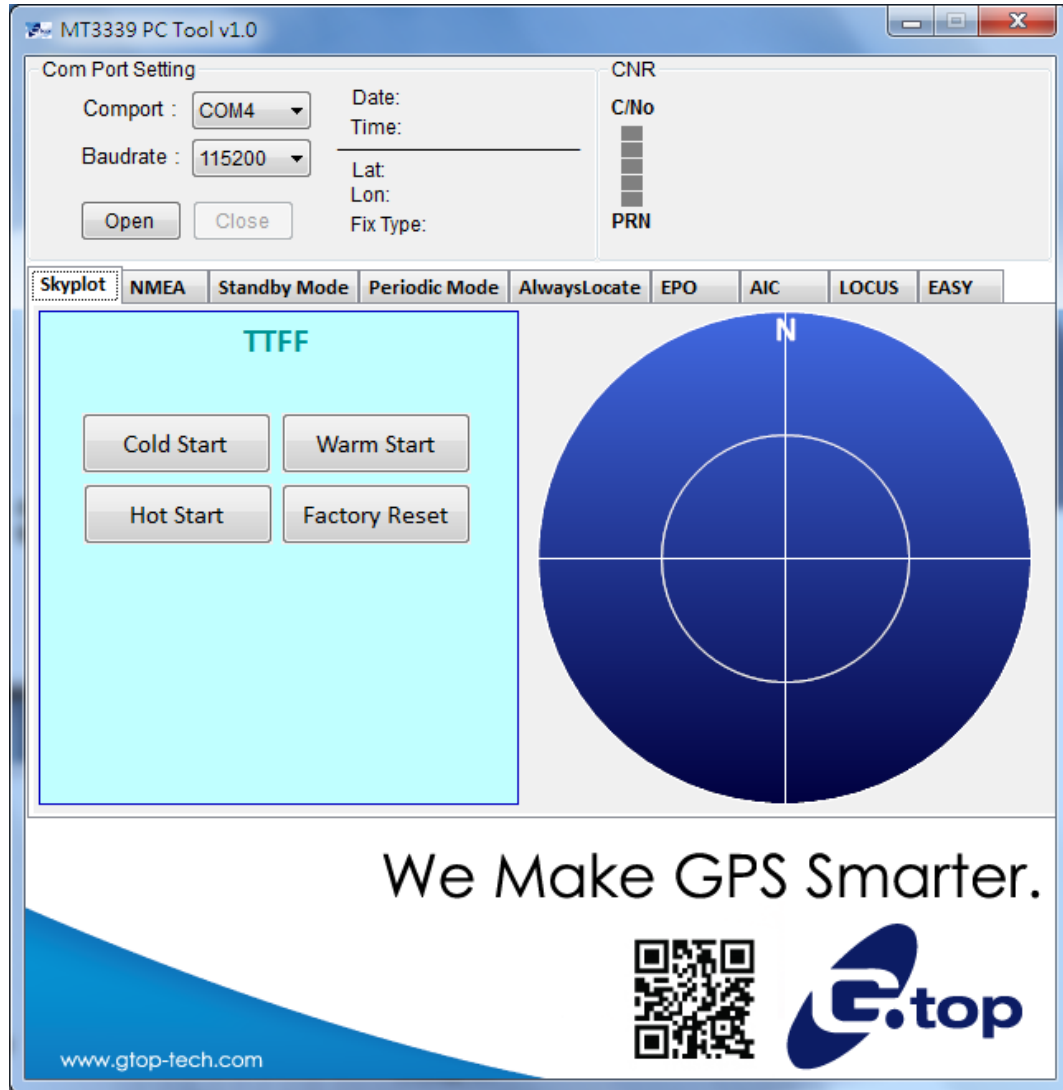 MT3339 PC Tool v1.0
Com Port Setting
Comport : COM4
Baudrate : 115200
Open Close
Date:
Time:
Lat:
Lon:
Fix Type:
CNR
C/No
PRN
Skyplot NMEA Standby Mode Periodic Mode AlwaysLocate EPO AIC LOCUS EASY
TTFF
Cold Start Warm Start
Hot Start Factory Reset
N
We Make GPS Smarter.
G.top
www.gtop-tech.com